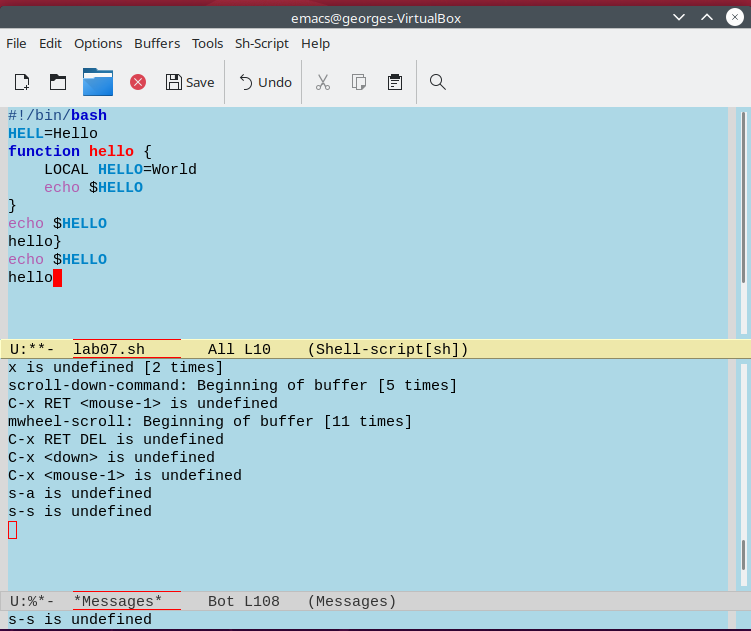 emacs@georges-VirtualBox
File Edit Options Buffers Tools Sh-Script Help
Save Undo
#!/bin/bash
HELL=Hello
function hello {
    LOCAL HELLO=World
    echo $HELLO
}
echo $HELLO
hello}
echo $HELLO
hello
U:**- lab07.sh All L10 (Shell-script[sh])
x is undefined [2 times]
scroll-down-command: Beginning of buffer [5 times]
C-x RET <mouse-1> is undefined
mwheel-scroll: Beginning of buffer [11 times]
C-x RET DEL is undefined
C-x <down> is undefined
C-x <mouse-1> is undefined
s-a is undefined
s-s is undefined
U:%*- *Messages* Bot L108 (Messages)
s-s is undefined